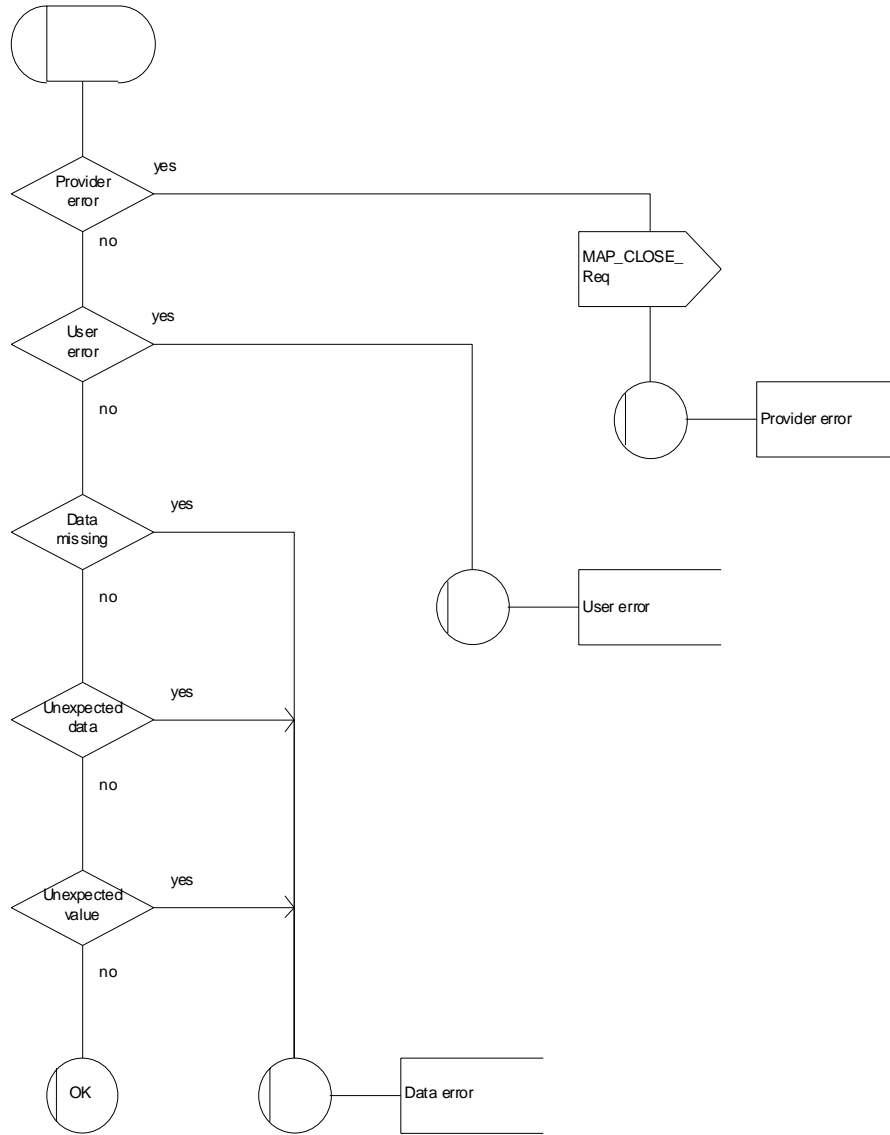 yes
Provider
error
no
MAP_CLOSE_
Req
yes
User
error
no
Provider error
yes
Data
missing
no
User error
yes
Unexpected
data
no
yes
Unexpected
value
no
OK
Data error